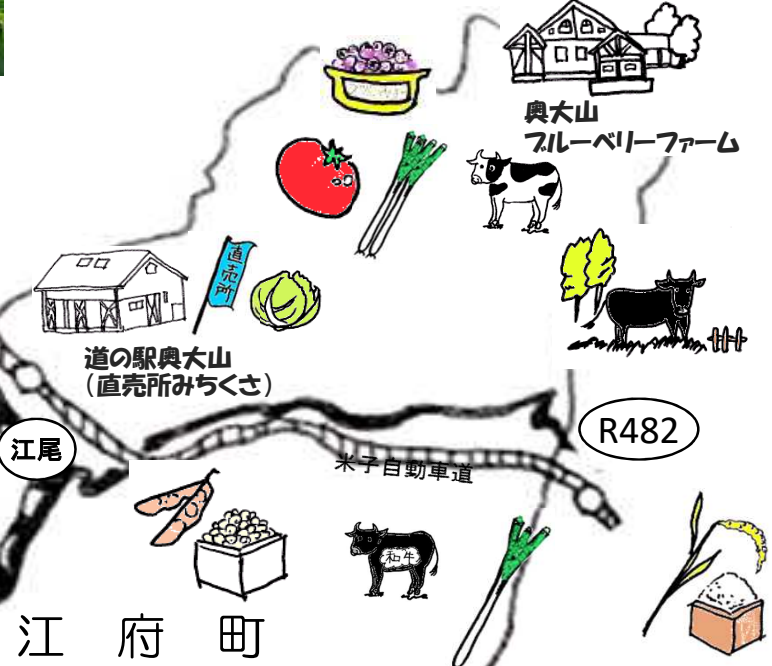 奥大山
ブルーベリーファーム
直売所
道の駅奥大山
（直売所みちくさ）
R482
江尾
米子自動車道
和牛
江府町